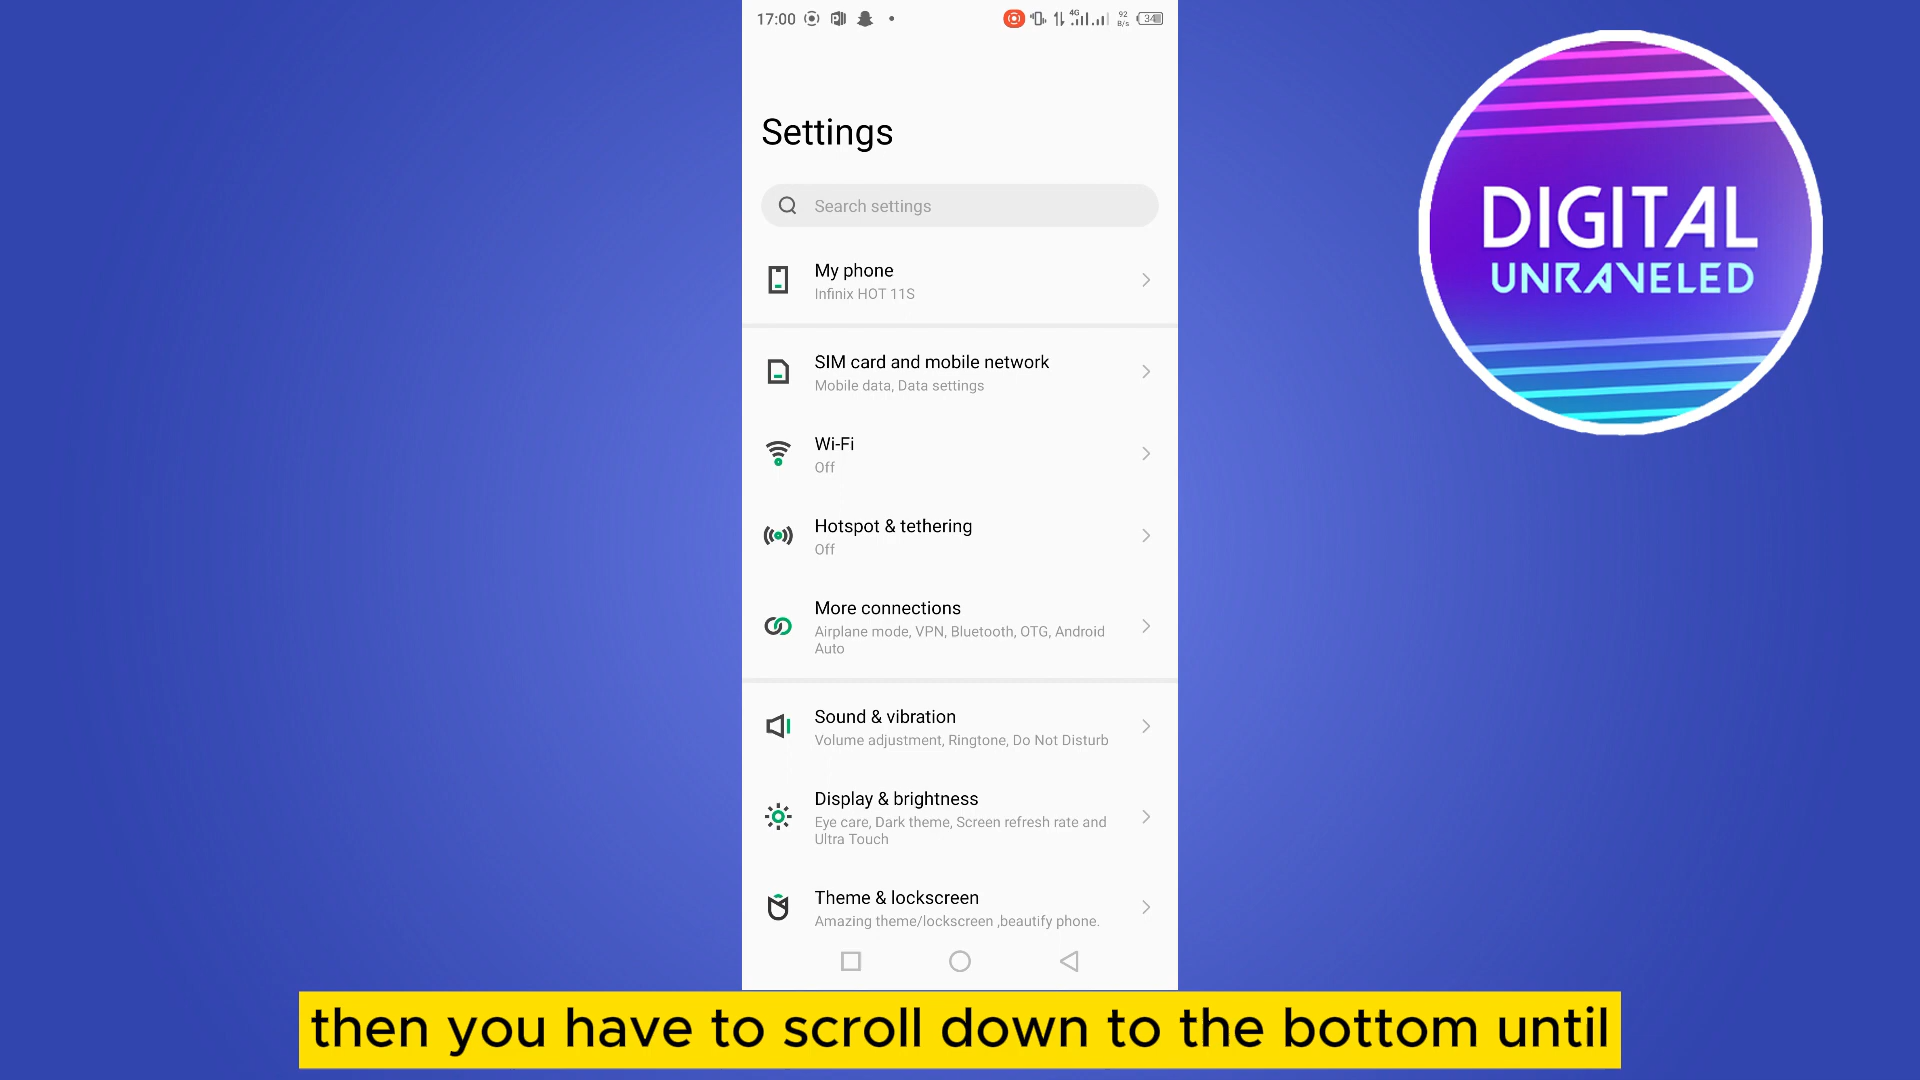 17:00
4G
92
B/s
34
Settings
Search settings
My phone
Infinix HOT 11S
SIM card and mobile network
Mobile data, Data settings
Wi-Fi
Off
Hotspot & tethering
Off
More connections
Airplane mode, VPN, Bluetooth, OTG, Android
Auto
Sound & vibration
Volume adjustment, Ringtone, Do Not Disturb
Display & brightness
Eye care, Dark theme, Screen refresh rate and
Ultra Touch
Theme & lockscreen
Amazing theme/lockscreen ,beautify phone.
DIGITAL
UNRAVELED
then you have to scroll down to the bottom until